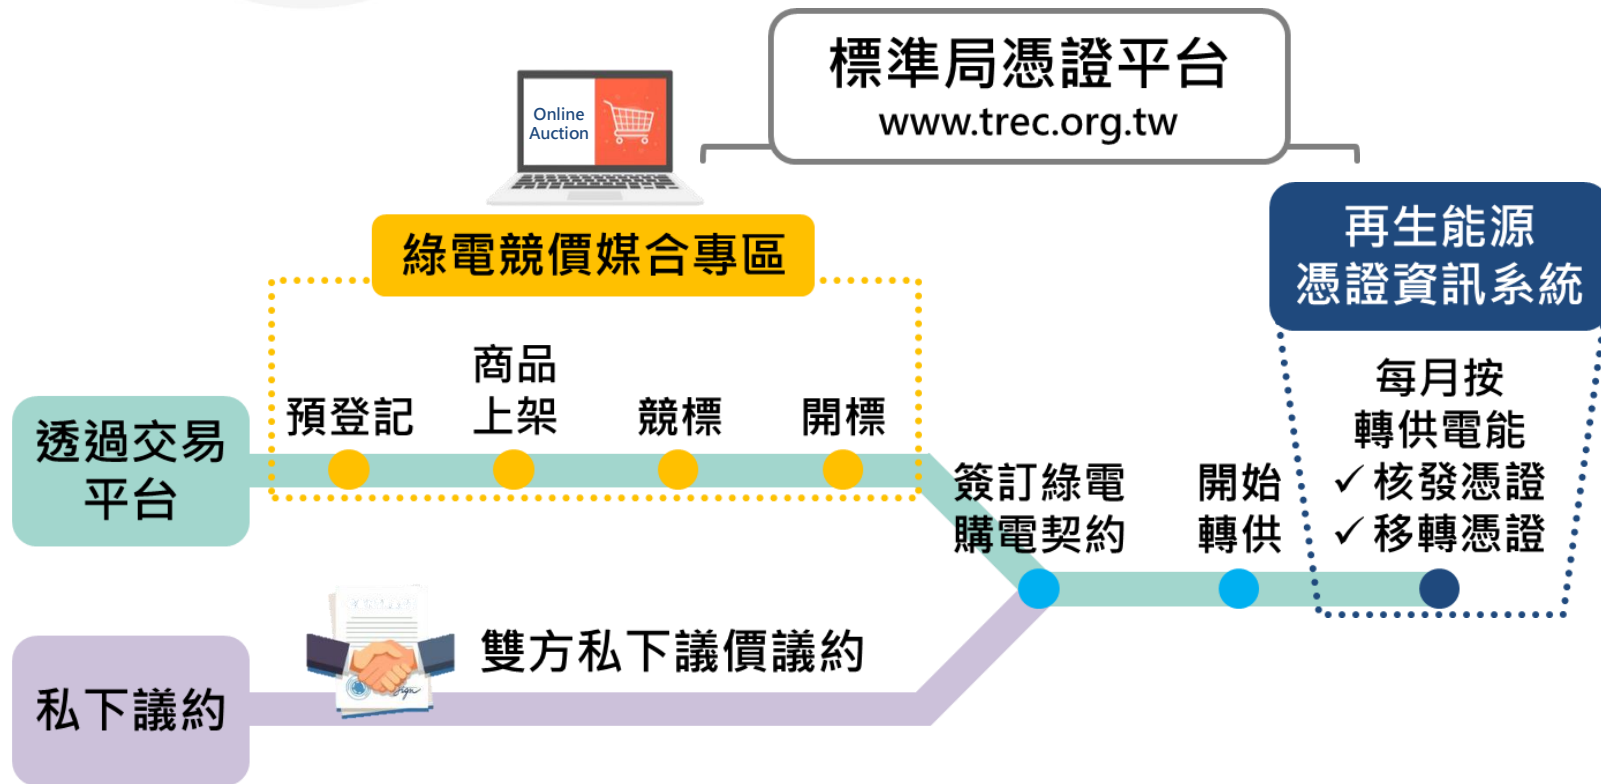 標準局憑證平台
www.trec.org.tw
Online
Auction
綠電競價媒合專區
再生能源
憑證資訊系統
透過交易
平台
預登記
商品
上架
競標
開標
簽訂綠電
購電契約
開始
轉供
每月按
轉供電能
✓核發憑證
✓移轉憑證
私下議約
雙方私下議價議約